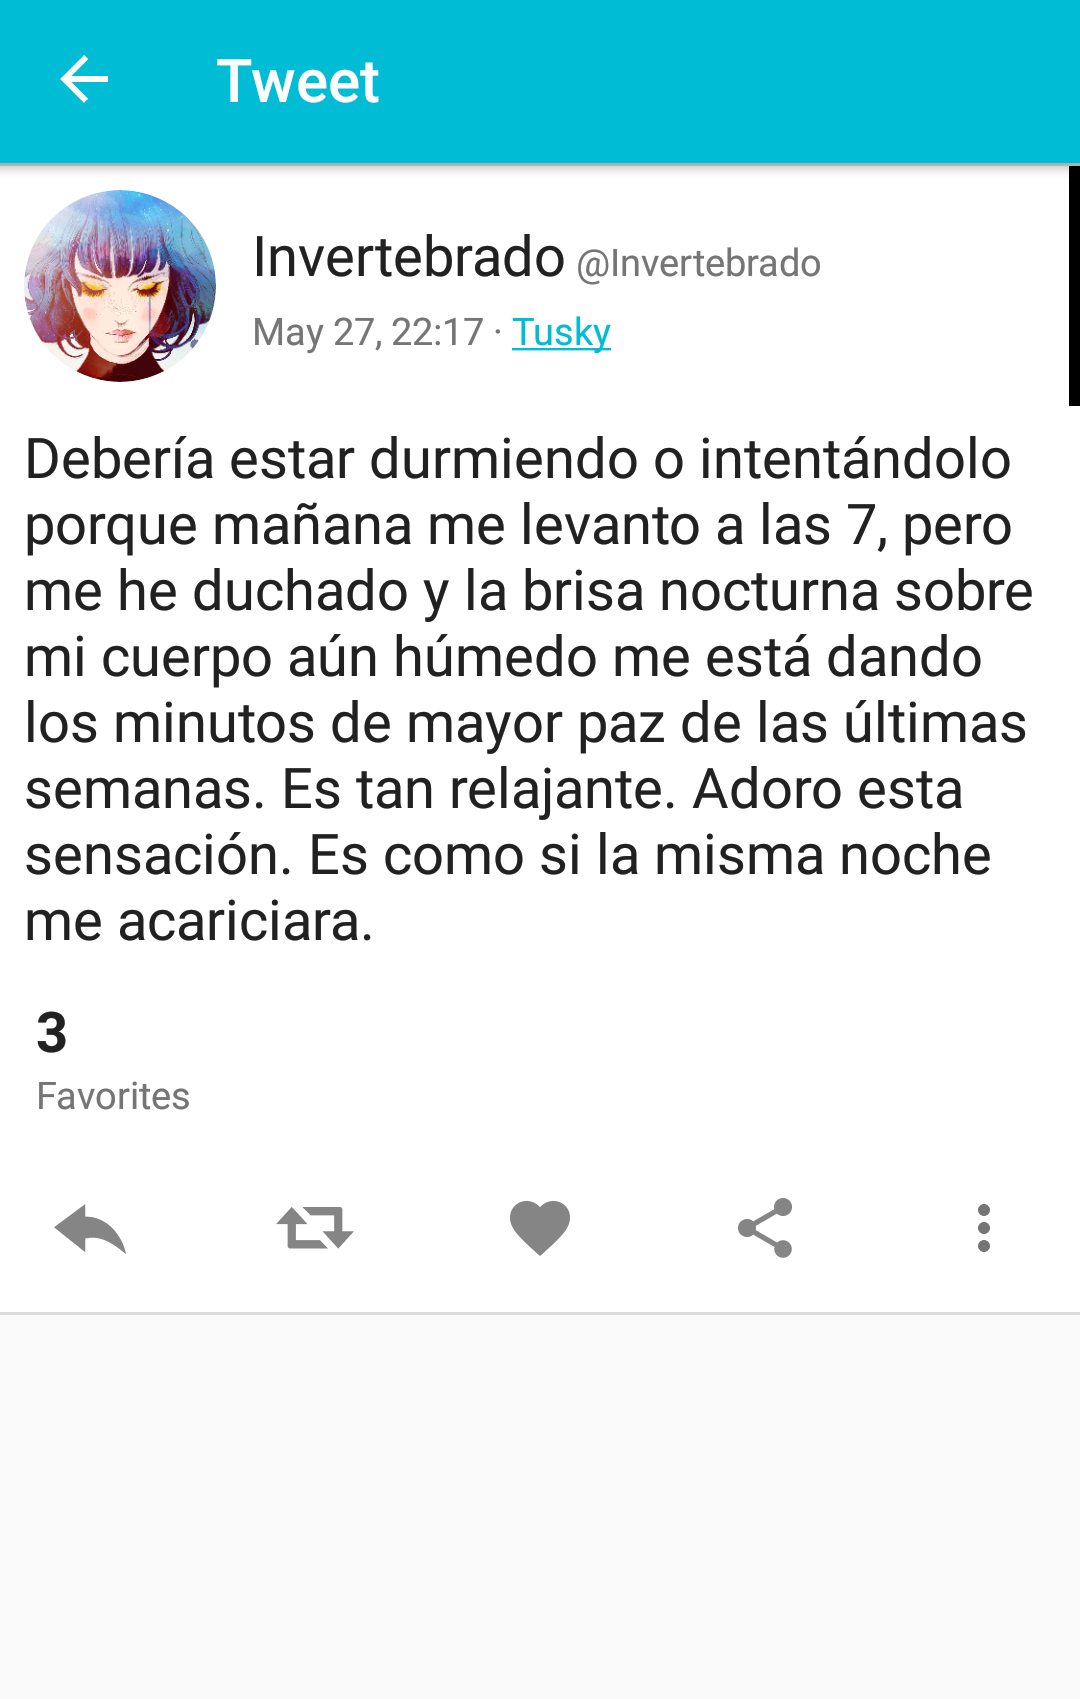 Tweet
Invertebrado @Invertebrado
May 27, 22:17 · Tusky
Debería estar durmiendo o intentándolo
porque mañana me levanto a las 7, pero
me he duchado y la brisa nocturna sobre
mi cuerpo aún húmedo me está dando
los minutos de mayor paz de las últimas
semanas. Es tan relajante. Adoro esta
sensación. Es como si la misma noche
me acariciara.
3
Favorites